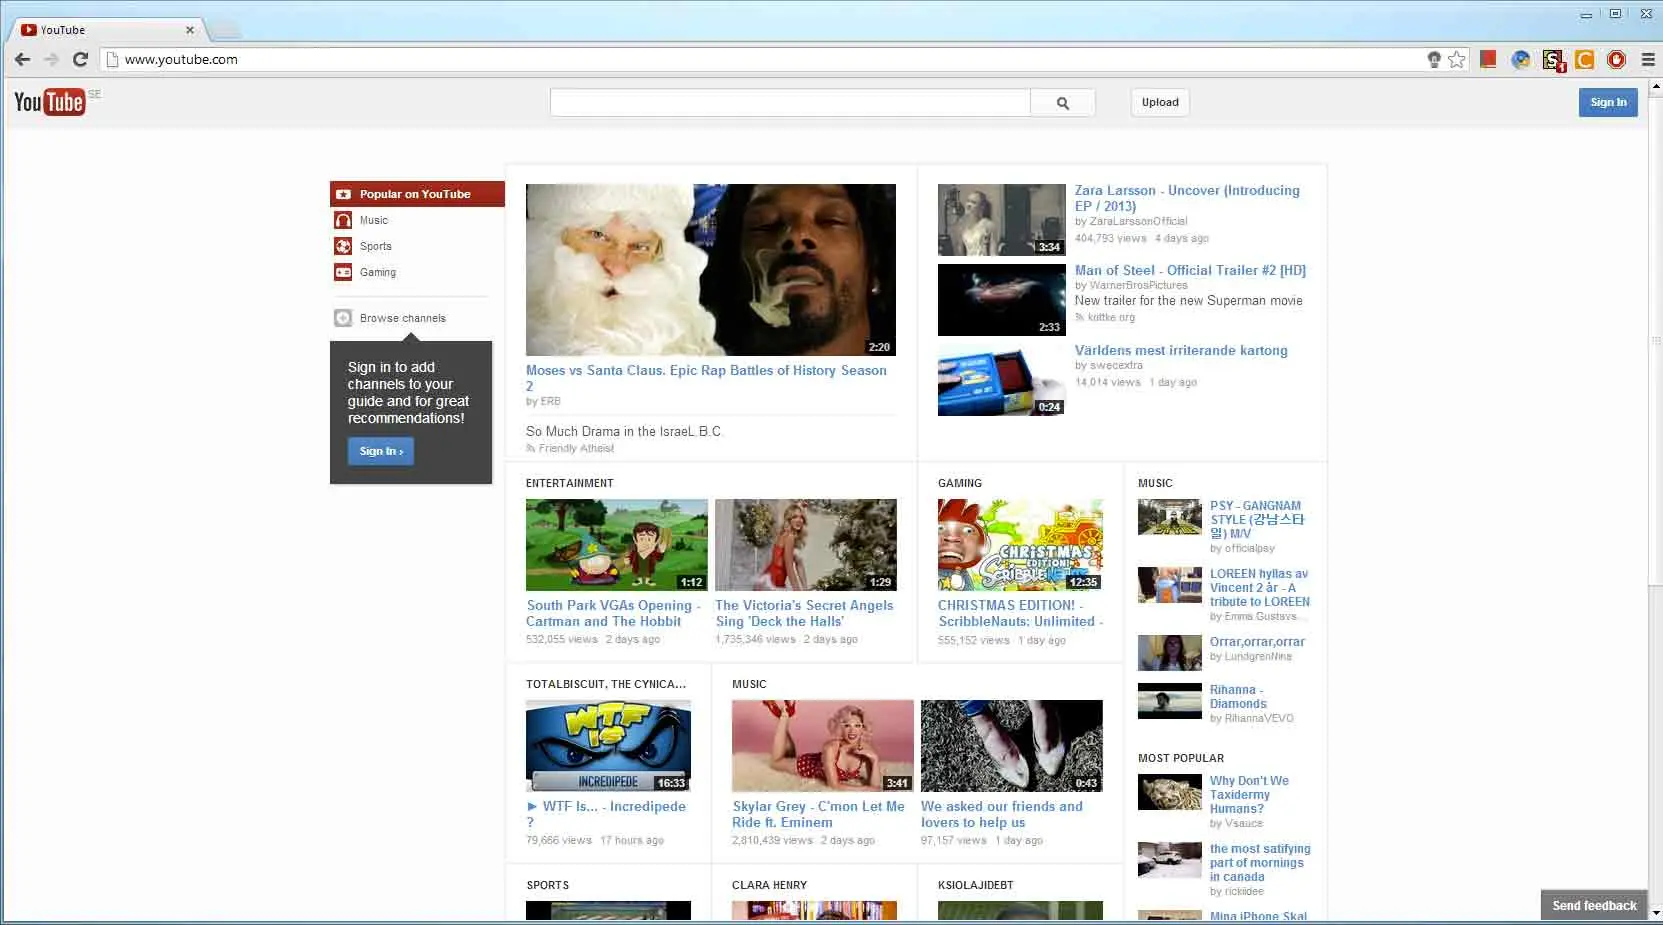 YouTube
www.youtube.com
YouTube SE
Upload
Sign In
Popular on YouTube
Music
Sports
Gaming
Browse channels
Sign in to add
channels to your
guide and for great
recommendations!
Sign In ›
2:20
Moses vs Santa Claus. Epic Rap Battles of History Season
2
by ERB
So Much Drama in the IsraeL.B.C.
Friendly Atheist
3:34
Zara Larsson - Uncover (Introducing
EP / 2013)
by ZaraLarssonOfficial
404,793 views 4 days ago
2:33
Man of Steel - Official Trailer #2 [HD]
by WarnerBrosPictures
New trailer for the new Superman movie
kottke.org
0:24
Världens mest irriterande kartong
by swecextra
14,014 views 1 day ago
ENTERTAINMENT
1:12
South Park VGAs Opening -
Cartman and The Hobbit
532,055 views 2 days ago
1:29
The Victoria's Secret Angels
Sing 'Deck the Halls'
1,735,346 views 2 days ago
GAMING
CHRISTMAS
EDITION!
SCRIBBLENAUTS
12:35
CHRISTMAS EDITION! -
ScribbleNauts: Unlimited -
555,152 views 1 day ago
MUSIC
PSY - GANGNAM
STYLE (강남스타
일) M/V
by officialpsy
LOREEN hyllas av
Vincent 2 år - A
tribute to LOREEN
by Emma Gustavs...
Orrar,orrar,orrar
by LundgrenNina
Rihanna -
Diamonds
by RihannaVEVO
TOTALBISCUIT, THE CYNICA...
WTF
IS
INCREDIPEDE
16:33
► WTF Is... - Incredipede
?
79,666 views 17 hours ago
MUSIC
3:41
Skylar Grey - C'mon Let Me
Ride ft. Eminem
2,810,439 views 2 days ago
0:43
We asked our friends and
lovers to help us
97,157 views 1 day ago
MOST POPULAR
Why Don't We
Taxidermy
Humans?
by Vsauce
the most satifying
part of mornings
in canada
by rickiidee
Mina iPhone Skal
SPORTS
CLARA HENRY
KSIOLAJIDEBT
Send feedback